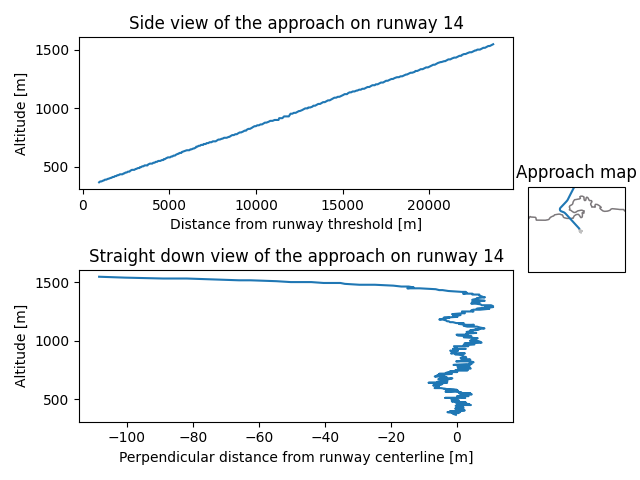 Side view of the approach on runway 14
1500
1000
500
Altitude [m]
0 5000 10000 15000 20000
Distance from runway threshold [m]
Approach map
Straight down view of the approach on runway 14
1500
1000
500
Altitude [m]
−100 −80 −60 −40 −20 0
Perpendicular distance from runway centerline [m]